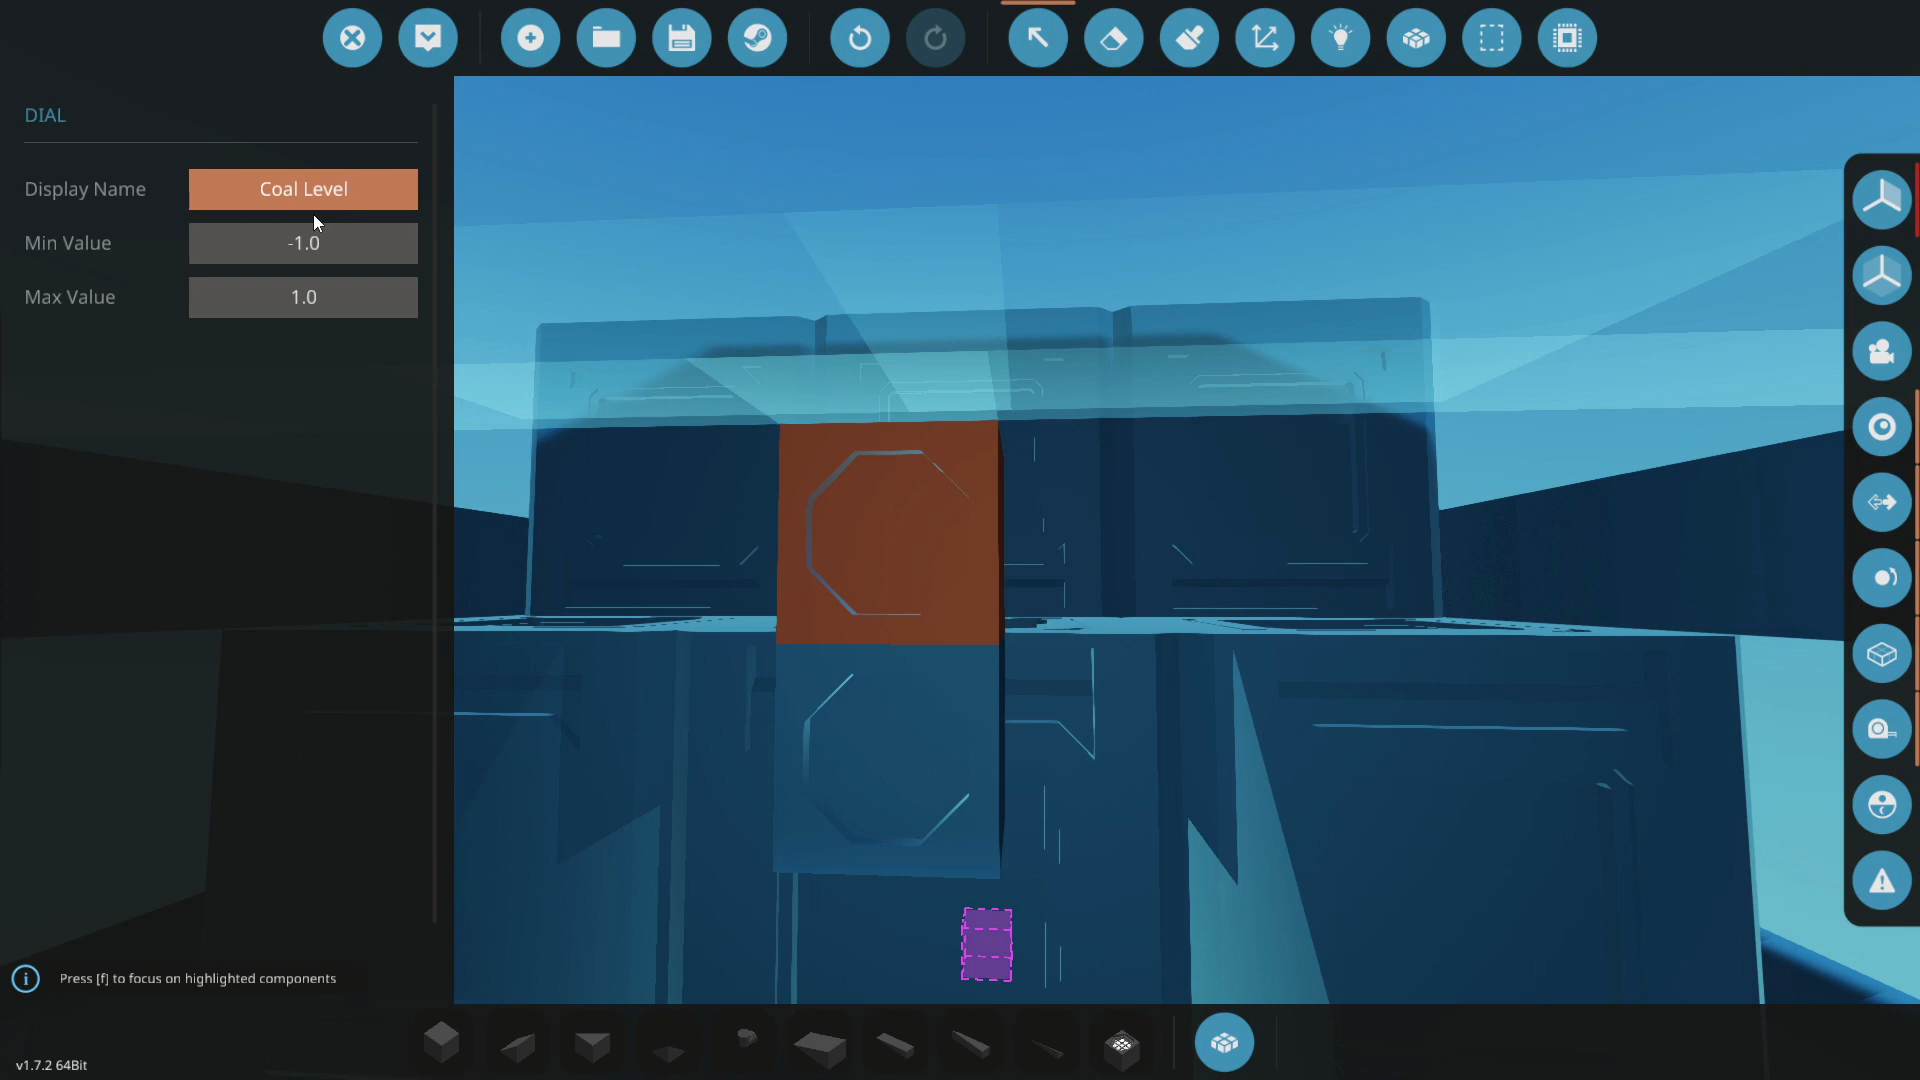 DIAL
Display Name
Coal Level
Min Value
-1.0
Max Value
1.0
Press [f] to focus on highlighted components
v1.7.2 64Bit